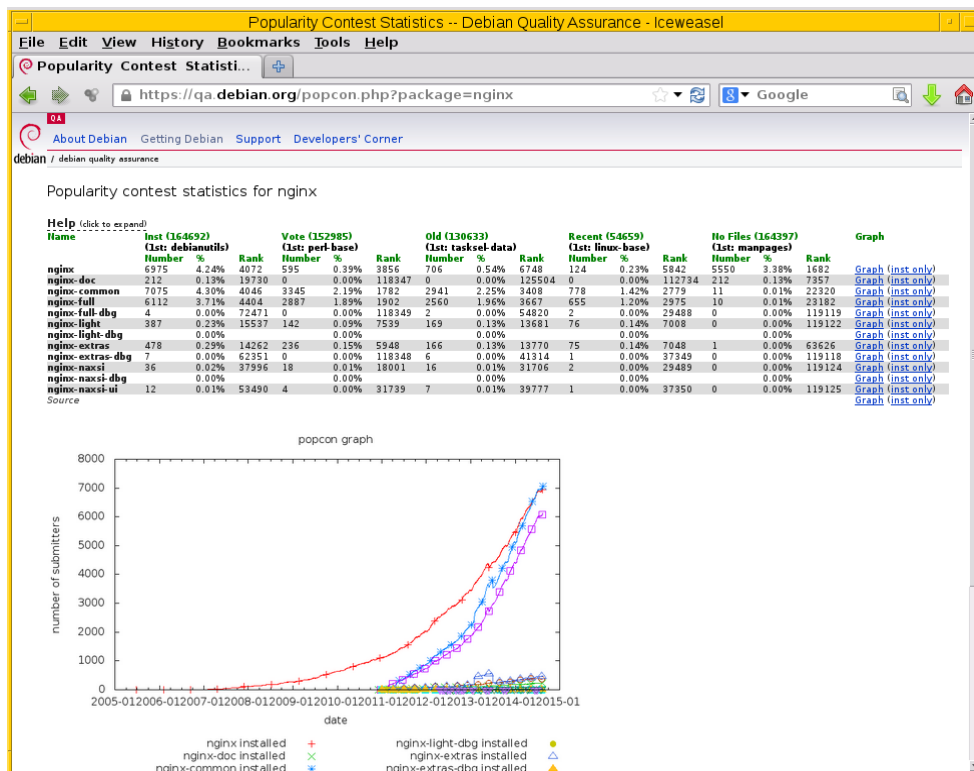 Popularity Contest Statistics -- Debian Quality Assurance - Iceweasel
File Edit View History Bookmarks Tools Help
Popularity Contest Statisti...
https://qa.debian.org/popcon.php?package=nginx
Google
QA
About Debian Getting Debian Support Developers' Corner
debian / debian quality assurance
Popularity contest statistics for nginx
Help (click to expand)
Name Inst (164692) Vote (152985) Old (130633) Recent (54659) No Files (164397) Graph
(1st: debianutils) (1st: perl-base) (1st: tasksel-data) (1st: linux-base) (1st: manpages)
Number % Rank Number % Rank Number % Rank Number % Rank Number % Rank
nginx 6975 4.24% 4072 595 0.39% 3856 706 0.54% 6748 124 0.23% 5842 5550 3.38% 1682 Graph (inst only)
nginx-doc 212 0.13% 19730 0 0.00% 118347 0 0.00% 125504 0 0.00% 112734 212 0.13% 7357 Graph (inst only)
nginx-common 7075 4.30% 4046 3345 2.19% 1782 2941 2.25% 3408 778 1.42% 2779 11 0.01% 22320 Graph (inst only)
nginx-full 6112 3.71% 4404 2887 1.89% 1902 2560 1.96% 3667 655 1.20% 2975 10 0.01% 23182 Graph (inst only)
nginx-full-dbg 4 0.00% 72471 0 0.00% 118349 2 0.00% 54820 2 0.00% 29488 0 0.00% 119119 Graph (inst only)
nginx-light 387 0.23% 15537 142 0.09% 7539 169 0.13% 13681 76 0.14% 7008 0 0.00% 119122 Graph (inst only)
nginx-light-dbg 0.00% 0.00% 0.00% 0.00% 0.00% Graph (inst only)
nginx-extras 478 0.29% 14262 236 0.15% 5948 166 0.13% 13770 75 0.14% 7048 1 0.00% 63626 Graph (inst only)
nginx-extras-dbg 7 0.00% 62351 0 0.00% 118348 6 0.00% 41314 1 0.00% 37349 0 0.00% 119118 Graph (inst only)
nginx-naxsi 36 0.02% 37996 18 0.01% 18001 16 0.01% 31706 2 0.00% 29489 0 0.00% 119124 Graph (inst only)
nginx-naxsi-dbg 0.00% 0.00% 0.00% 0.00% 0.00% Graph (inst only)
nginx-naxsi-ui 12 0.01% 53490 4 0.00% 31739 7 0.01% 39777 1 0.00% 37350 0 0.00% 119125 Graph (inst only)
Source Graph (inst only)
popcon graph
8000
7000
6000
5000
4000
3000
2000
1000
0
number of submitters
2005-01 2006-01 2007-01 2008-01 2009-01 2010-01 2011-01 2012-01 2013-01 2014-01 2015-01
date
nginx installed nginx-light-dbg installed
nginx-doc installed nginx-extras installed
nginx-common installed nginx-extras-dbg installed